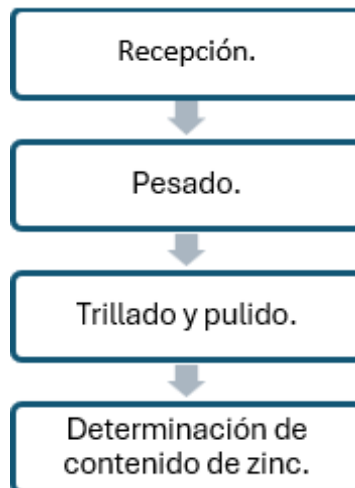 Recepción.
Pesado.
Trillado y pulido.
Determinación de
contenido de zinc.